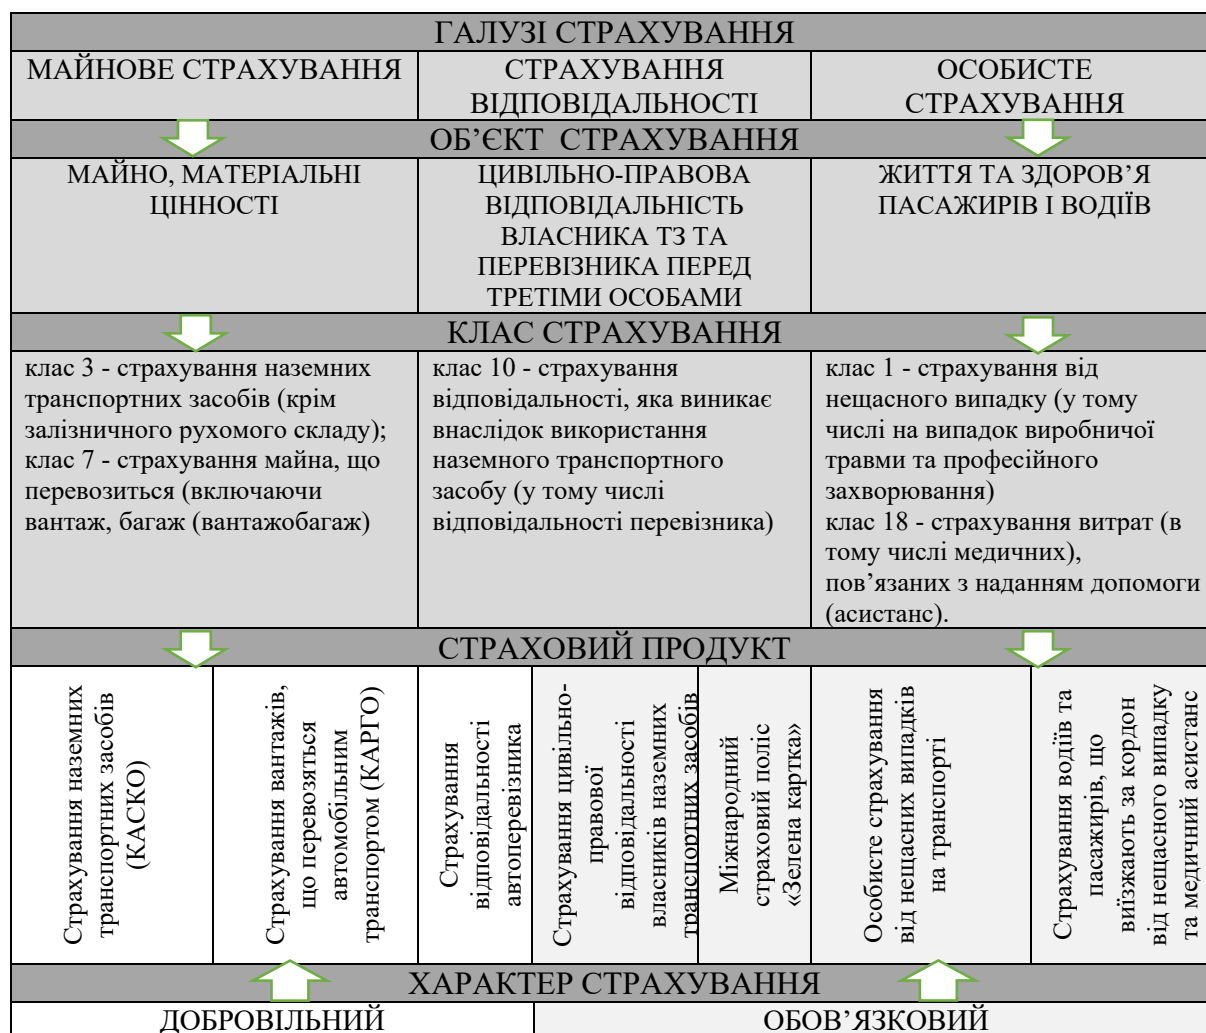 ГАЛУЗІ СТРАХУВАННЯ
МАЙНОВЕ СТРАХУВАННЯ
СТРАХУВАННЯ
ВІДПОВІДАЛЬНОСТІ
ОСОБИСТЕ
СТРАХУВАННЯ
ОБ’ЄКТ СТРАХУВАННЯ
МАЙНО, МАТЕРІАЛЬНІ
ЦІННОСТІ
ЦИВІЛЬНО-ПРАВОВА
ВІДПОВІДАЛЬНІСТЬ
ВЛАСНИКА ТЗ ТА
ПЕРЕВІЗНИКА ПЕРЕД
ТРЕТІМИ ОСОБАМИ
ЖИТТЯ ТА ЗДОРОВ’Я
ПАСАЖИРІВ І ВОДІЇВ
КЛАС СТРАХУВАННЯ
клас 3 - страхування наземних
транспортних засобів (крім
залізничного рухомого складу);
клас 7 - страхування майна, що
перевозиться (включаючи
вантаж, багаж (вантажобагаж)
клас 10 - страхування
відповідальності, яка виникає
внаслідок використання
наземного транспортного
засобу (у тому числі
відповідальності перевізника)
клас 1 - страхування від
нещасного випадку (у тому
числі на випадок виробничої
травми та професійного
захворювання)
клас 18 - страхування витрат (в
тому числі медичних),
пов’язаних з наданням допомоги
(асистанс).
СТРАХОВИЙ ПРОДУКТ
Страхування наземних
транспортних засобів
(КАСКО)
Страхування вантажів,
що перевозяться
автомобільним
транспортом (КАРГО)
Страхування
відповідальності
автоперевізника
Страхування цивільно-
правової
відповідальності
власників наземних
транспортних засобів
Міжнародний
страховий поліс
«Зелена картка»
Особисте страхування
від нещасних випадків
на транспорті
Страхування водіїв та
пасажирів, що
виїзжають за кордон
від нещасного випадку
та медичний асистанс
ХАРАКТЕР СТРАХУВАННЯ
ДОБРОВІЛЬНИЙ
ОБОВ’ЯЗКОВИЙ